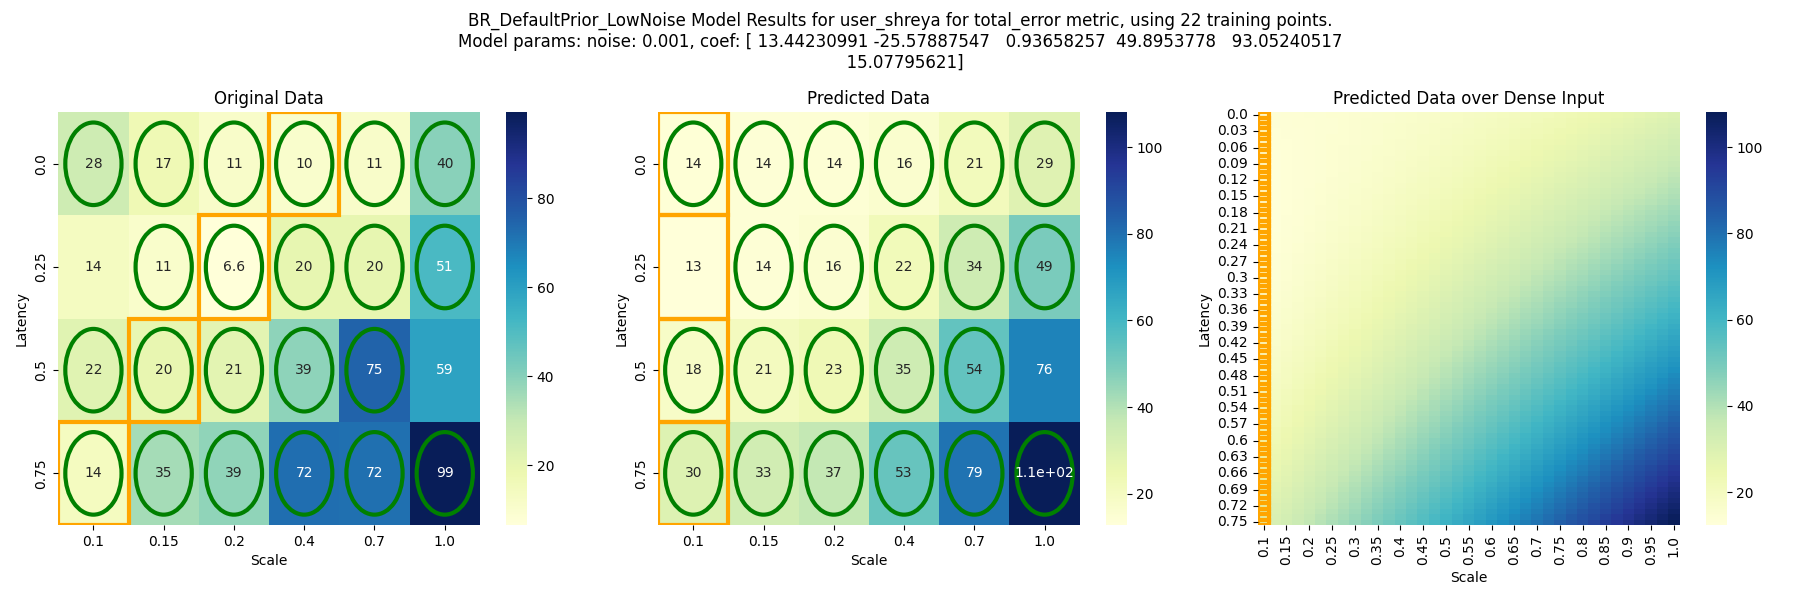 BR_DefaultPrior_LowNoise Model Results for user_shreya for total_error metric, using 22 training points.
Model params: noise: 0.001, coef: [ 13.44230991 -25.57887547 0.93658257 49.8953778 93.05240517
15.07795621]
Original Data
Latency
0.0 28 17 11 10 11 40
0.25 14 11 6.6 20 20 51
0.5 22 20 21 39 75 59
0.75 14 35 39 72 72 99
0.1 0.15 0.2 0.4 0.7 1.0
Scale
80
60
40
20
Predicted Data
Latency
0.0 14 14 14 16 21 29
0.25 13 14 16 22 34 49
0.5 18 21 23 35 54 76
0.75 30 33 37 53 79 1.1e+02
0.1 0.15 0.2 0.4 0.7 1.0
Scale
100
80
60
40
20
Predicted Data over Dense Input
Latency
0.0
0.03
0.06
0.09
0.12
0.15
0.18
0.21
0.24
0.27
0.3
0.33
0.36
0.39
0.42
0.45
0.48
0.51
0.54
0.57
0.6
0.63
0.66
0.69
0.72
0.75
0.1 0.15 0.2 0.25 0.3 0.35 0.4 0.45 0.5 0.55 0.6 0.65 0.7 0.75 0.8 0.85 0.9 0.95 1.0
Scale
100
80
60
40
20